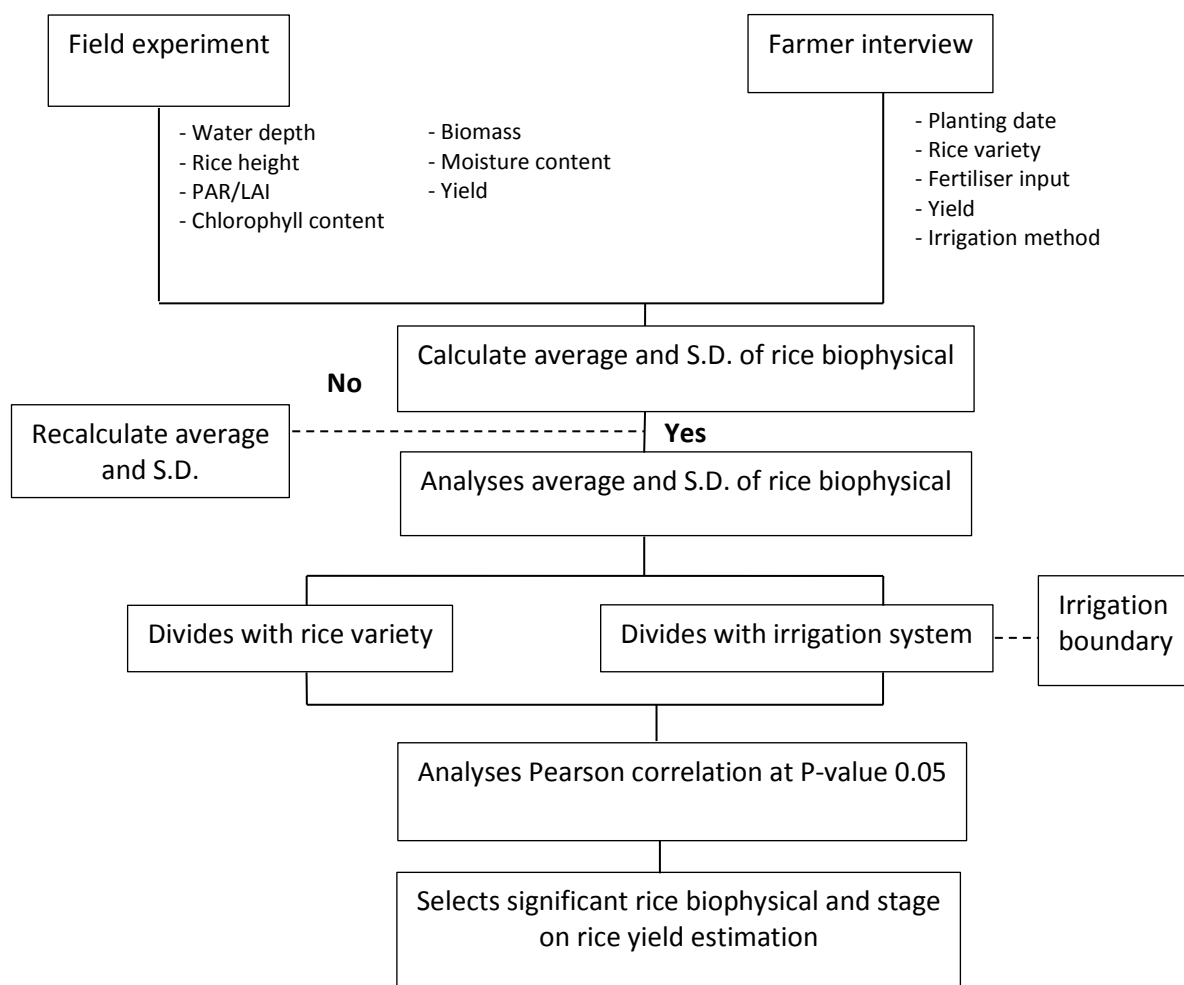 Field experiment
Farmer interview
- Water depth
- Rice height
- PAR/LAI
- Chlorophyll content
- Biomass
- Moisture content
- Yield
- Planting date
- Rice variety
- Fertiliser input
- Yield
- Irrigation method
Calculate average and S.D. of rice biophysical
No
Recalculate average
and S.D.
Yes
Analyses average and S.D. of rice biophysical
Divides with rice variety
Divides with irrigation system
Irrigation
boundary
Analyses Pearson correlation at P-value 0.05
Selects significant rice biophysical and stage
on rice yield estimation